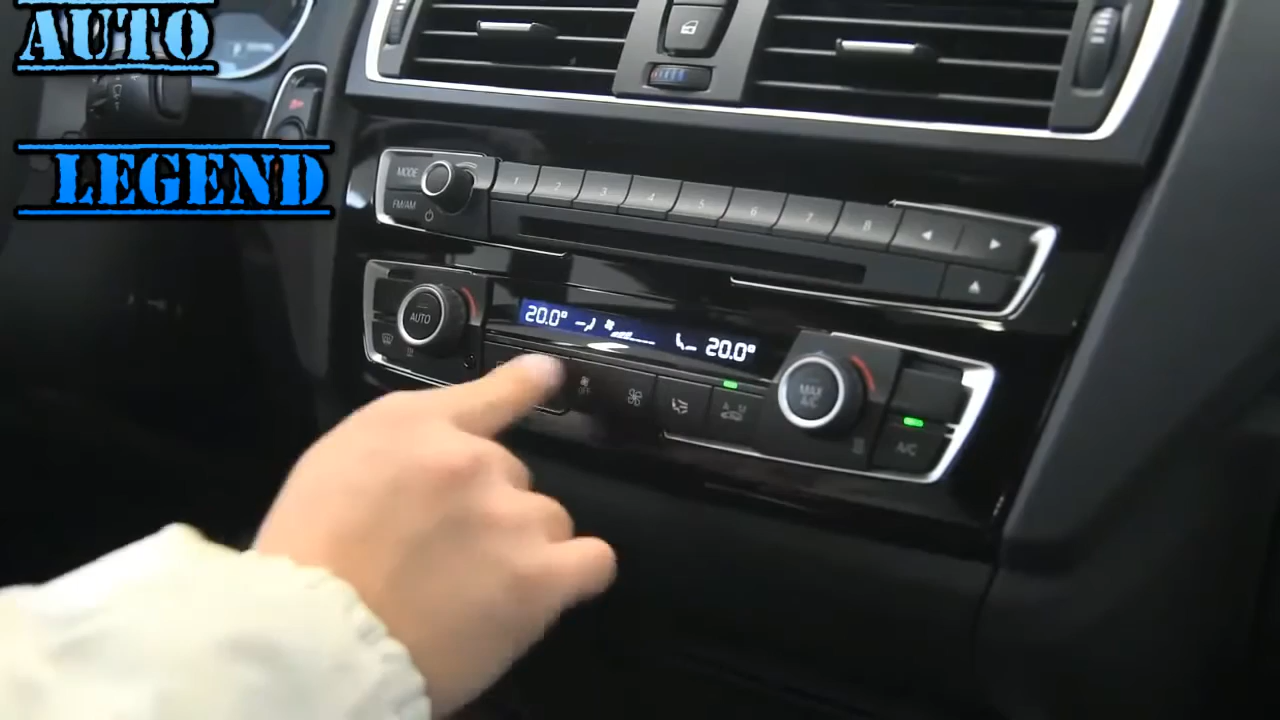 AUTO
LEGEND
MODE
FM/AM
1 2 3 4 5 6 7 8
20.0° 20.0°
AUTO
OFF
A
MAX
A/C
A/C